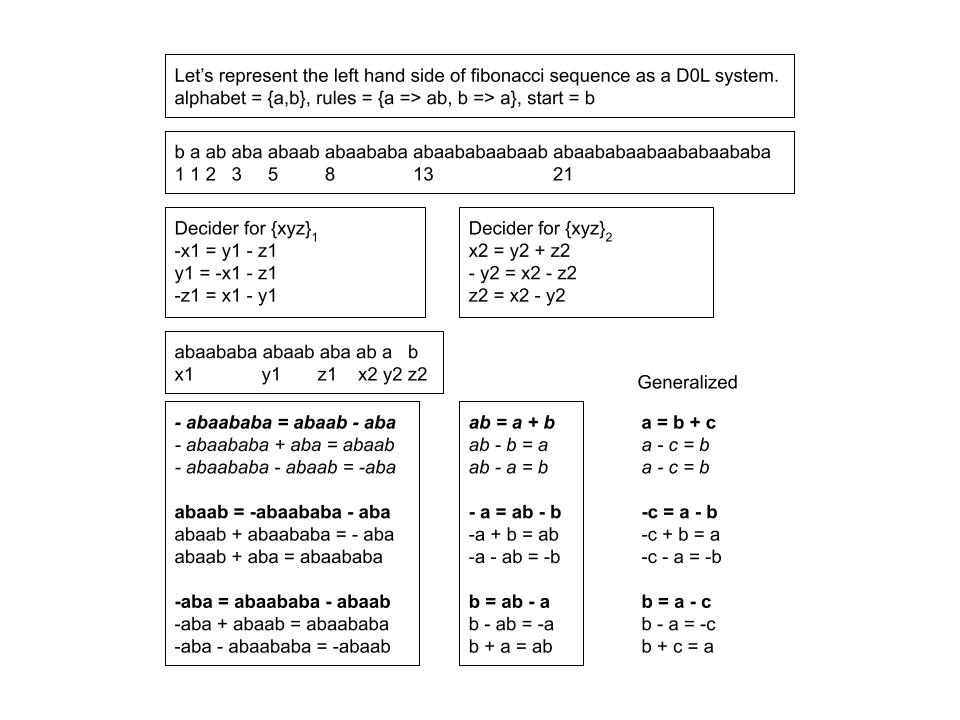 Let’s represent the left hand side of fibonacci sequence as a D0L system.
alphabet = {a,b}, rules = {a => ab, b => a}, start = b
b a ab aba abaab abaababa abaababaabaab abaababaabaababaababa
1 1 2 3 5 8 13 21
Decider for {xyz}1
-x1 = y1 - z1
y1 = -x1 - z1
-z1 = x1 - y1
Decider for {xyz}2
x2 = y2 + z2
- y2 = x2 - z2
z2 = x2 - y2
abaababa abaab aba ab a b
x1 y1 z1 x2 y2 z2
- abaababa = abaab - aba
- abaababa + aba = abaab
- abaababa - abaab = -aba
abaab = -abaababa - aba
abaab + abaababa = - aba
abaab + aba = abaababa
-aba = abaababa - abaab
-aba + abaab = abaababa
-aba - abaababa = -abaab
ab = a + b
ab - b = a
ab - a = b
- a = ab - b
-a + b = ab
-a - ab = -b
b = ab - a
b - ab = -a
b + a = ab
Generalized
a = b + c
a - c = b
a - c = b
-c = a - b
-c + b = a
-c - a = -b
b = a - c
b - a = -c
b + c = a